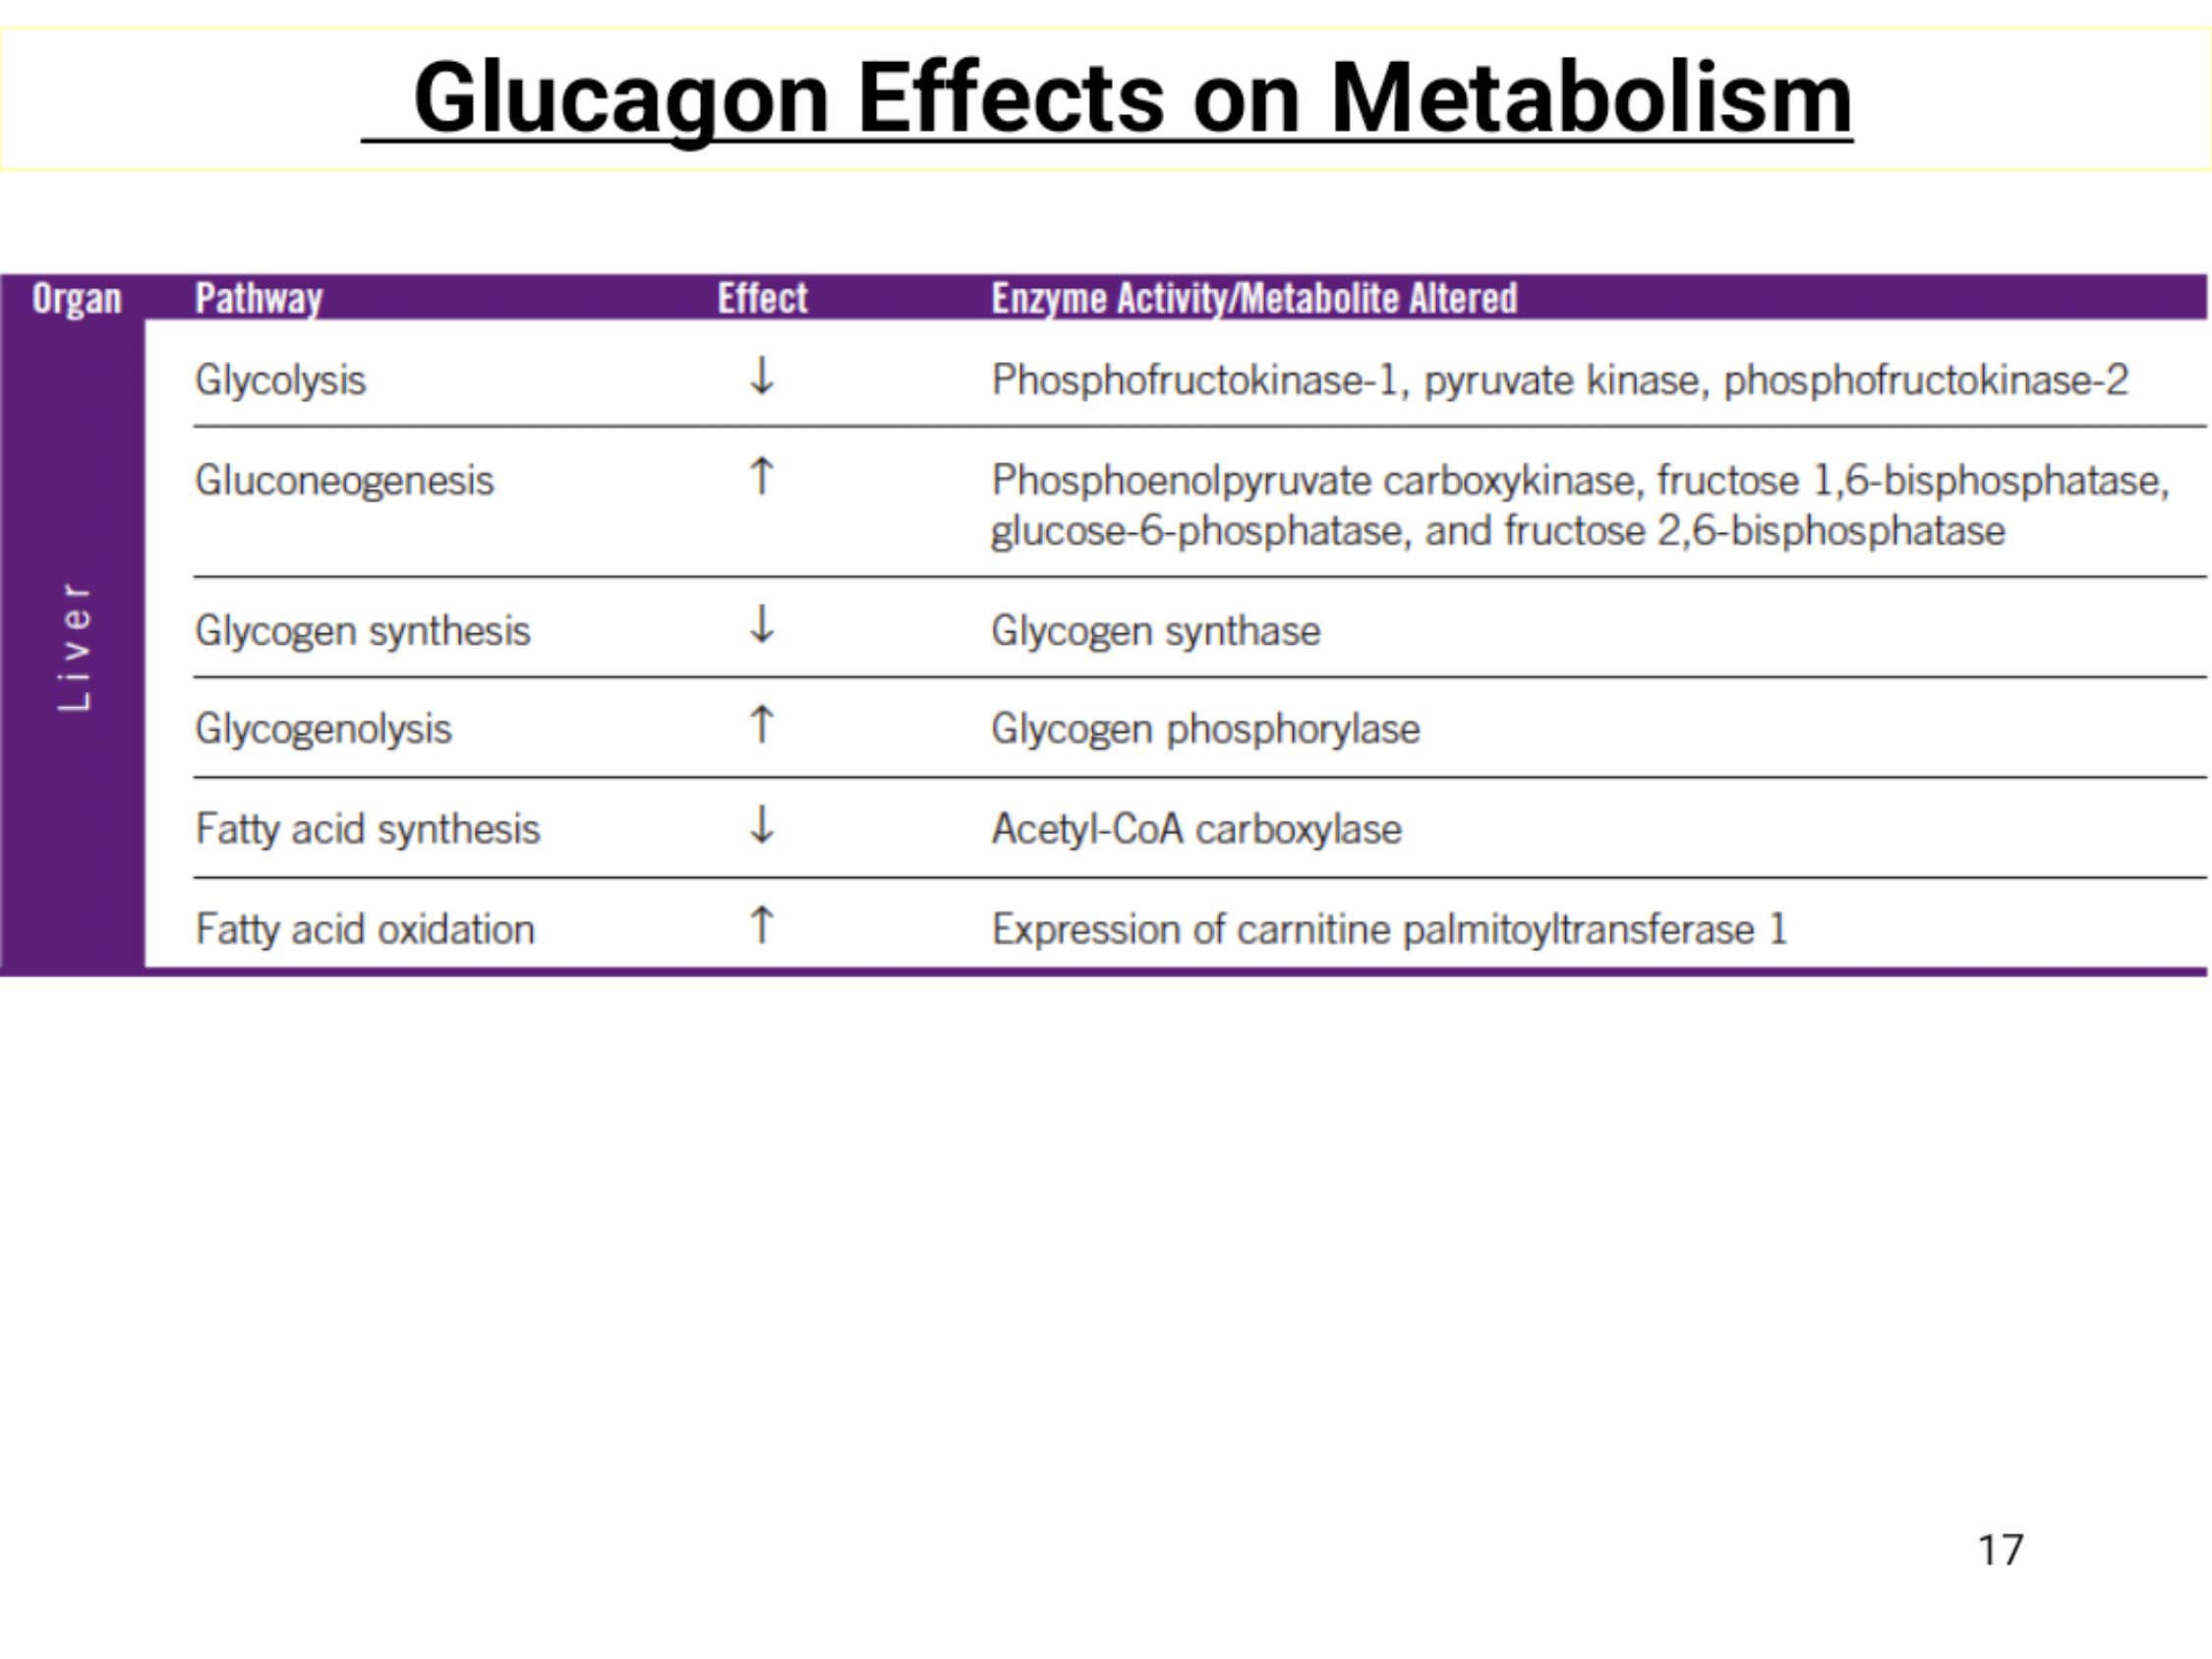 Glucagon Effects on Metabolism
Organ Pathway Effect Enzyme Activity/Metabolite Altered
Liver
Glycolysis ↓ Phosphofructokinase-1, pyruvate kinase, phosphofructokinase-2
Gluconeogenesis ↑ Phosphoenolpyruvate carboxykinase, fructose 1,6-bisphosphatase,
glucose-6-phosphatase, and fructose 2,6-bisphosphatase
Glycogen synthesis ↓ Glycogen synthase
Glycogenolysis ↑ Glycogen phosphorylase
Fatty acid synthesis ↓ Acetyl-CoA carboxylase
Fatty acid oxidation ↑ Expression of carnitine palmitoyltransferase 1
17